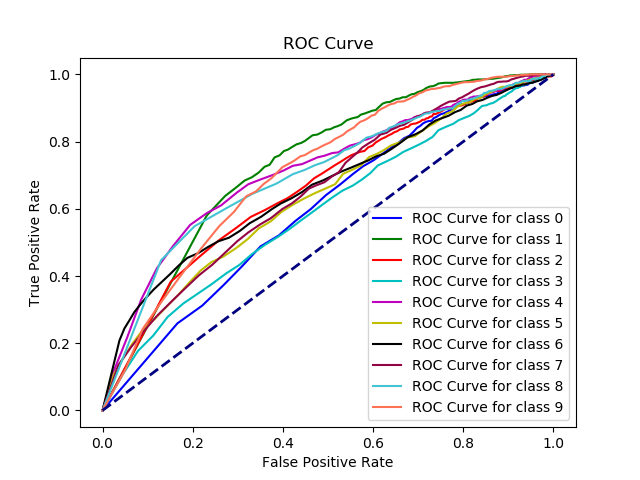 ROC Curve
True Positive Rate
1.0
0.8
0.6
0.4
0.2
0.0
ROC Curve for class 0
ROC Curve for class 1
ROC Curve for class 2
ROC Curve for class 3
ROC Curve for class 4
ROC Curve for class 5
ROC Curve for class 6
ROC Curve for class 7
ROC Curve for class 8
ROC Curve for class 9
0.0 0.2 0.4 0.6 0.8 1.0
False Positive Rate